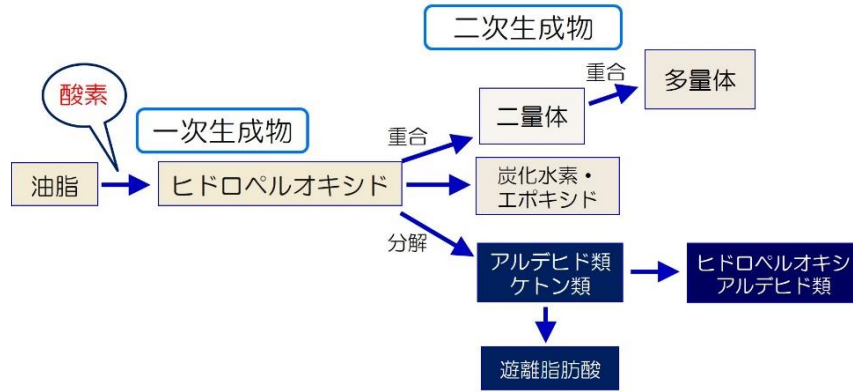 二次生成物
重合
多量体
酸素
一次生成物
重合
二量体
油脂
ヒドロペルオキシド
炭化水素・
エポキシド
分解
アルデヒド類
ケトン類
ヒドロペルオキシ
アルデヒド類
遊離脂肪酸